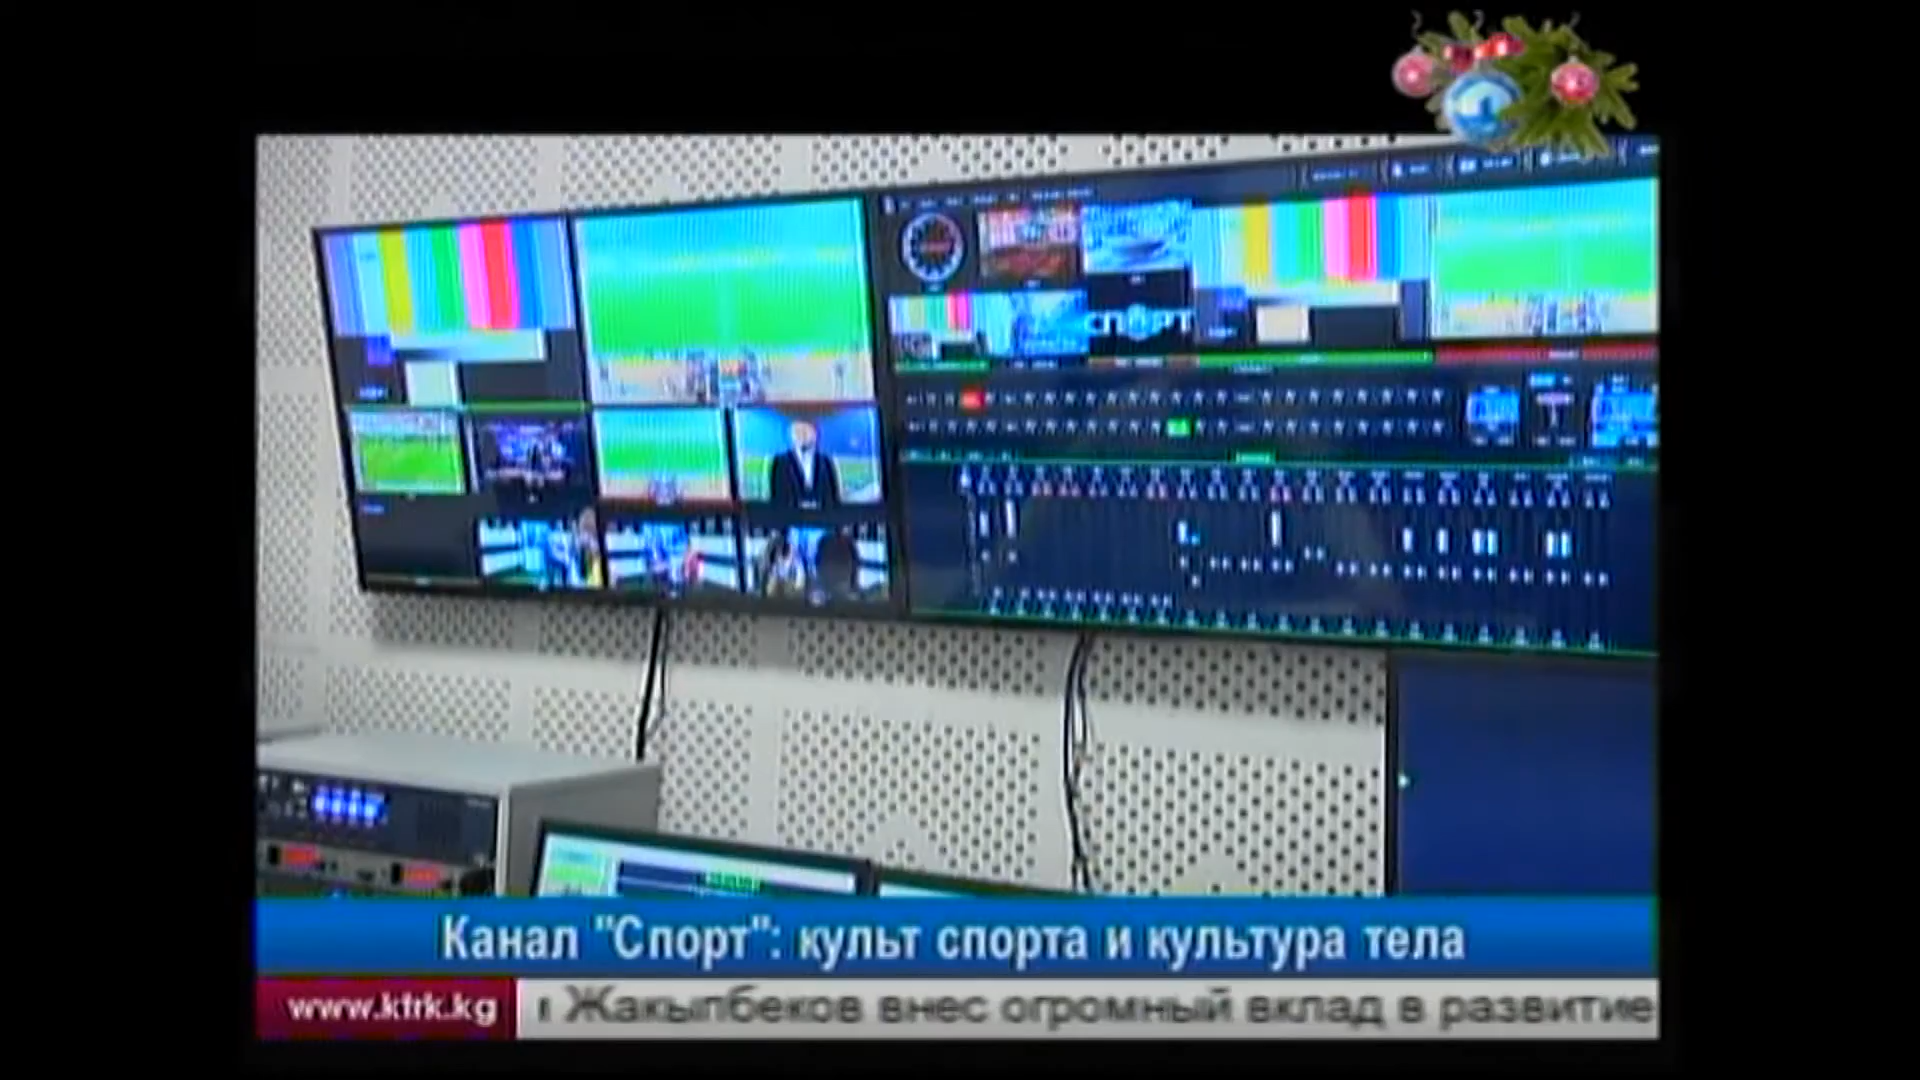 СПОРТ
Канал "Спорт": культ спорта и культура тела
www.ktrk.kg
Жакыпбеков внес огромный вклад в развитие